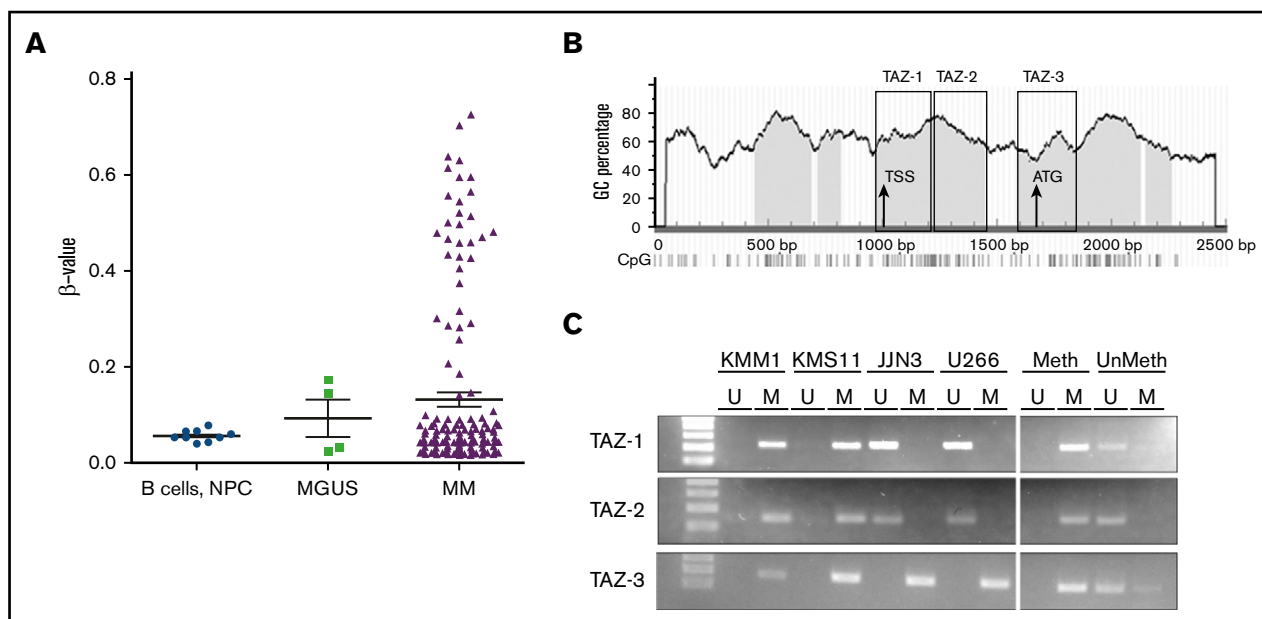 A
0.8
0.6
0.4
0.2
0.0
β–value
B cells, NPC MGUS MM
B
TAZ-1 TAZ-2 TAZ-3
GC percentage
80
60
40
20
0
TSS ATG
0 500 bp 1000 bp 1500 bp 2000 bp 2500 bp
CpG
C
KMM1 KMS11 JJN3 U266 Meth UnMeth
U M U M U M U M U M U M
TAZ-1
TAZ-2
TAZ-3